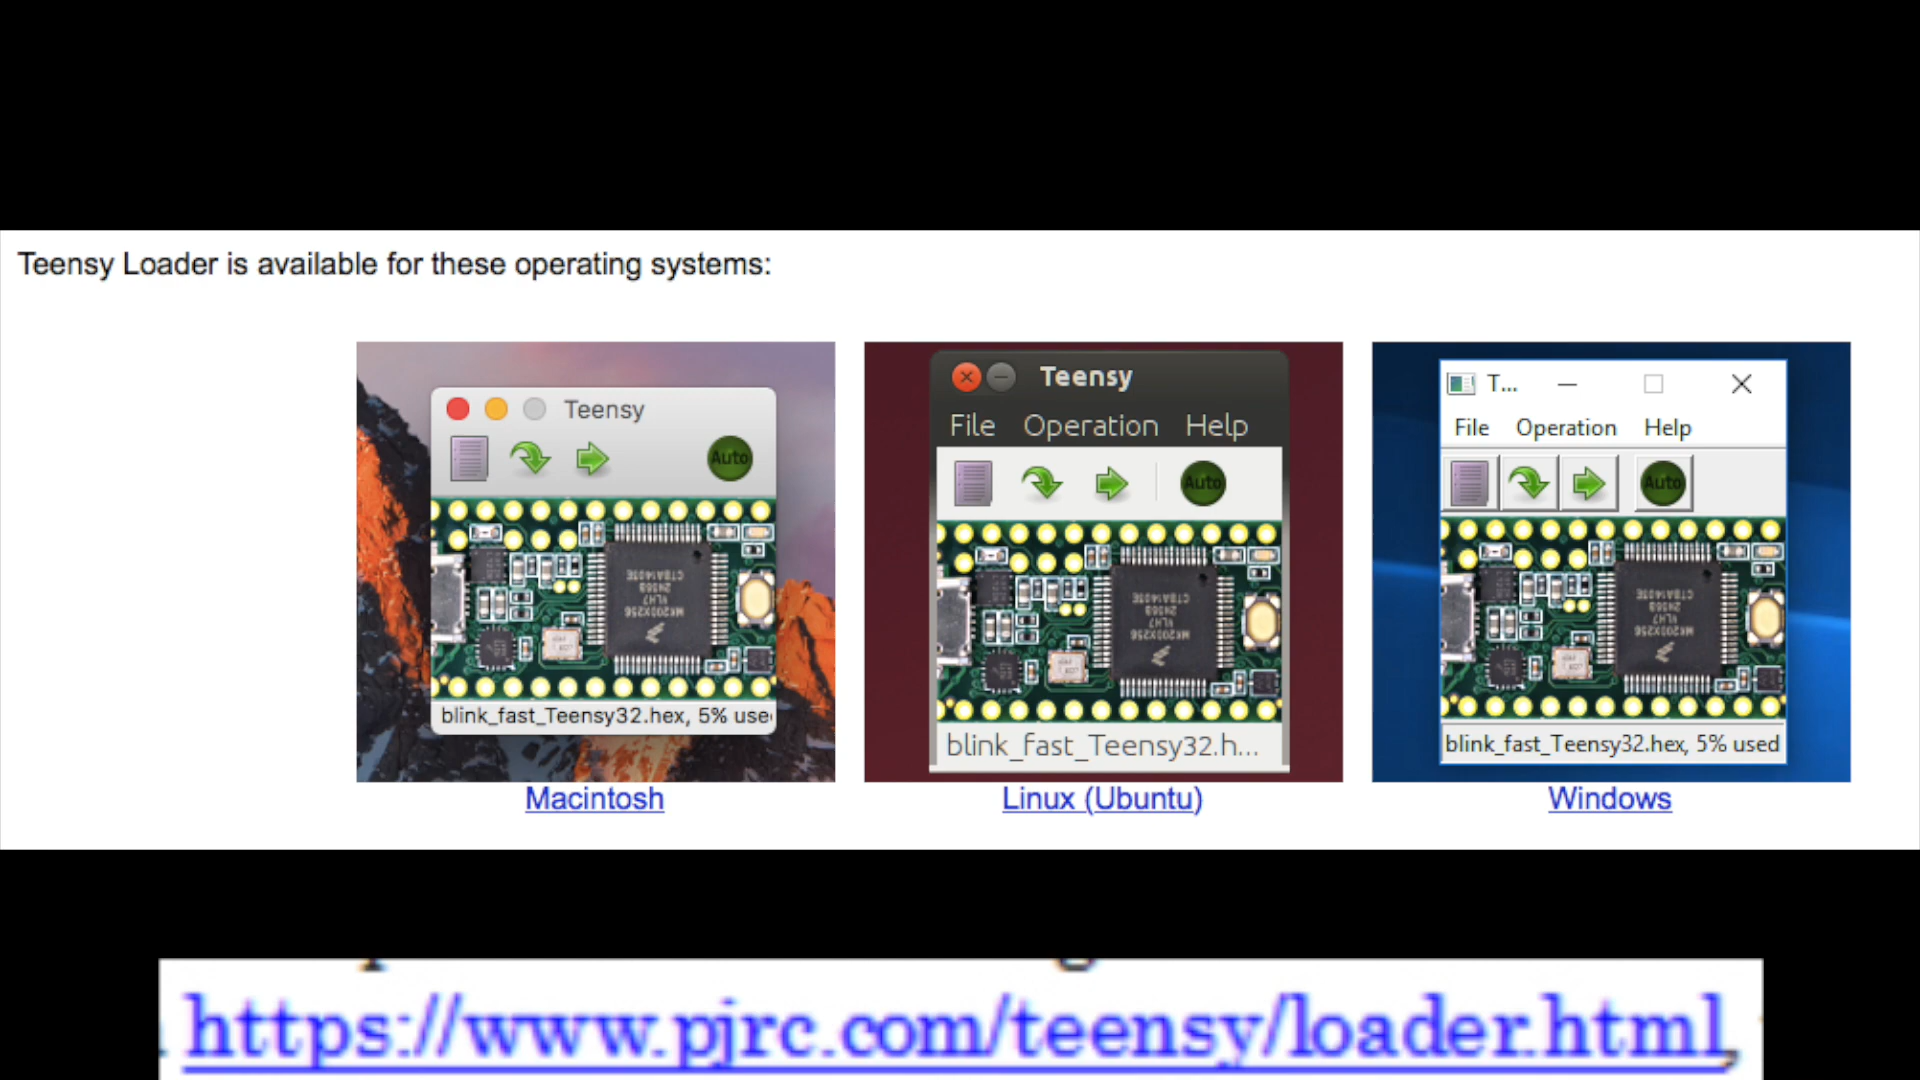 Teensy Loader is available for these operating systems:
Teensy
Auto
blink_fast_Teensy32.hex, 5% use
Macintosh
Teensy
File Operation Help
Auto
blink_fast_Teensy32.h...
Linux (Ubuntu)
T...
File Operation Help
Auto
blink_fast_Teensy32.hex, 5% used
Windows
https://www.pjrc.com/teensy/loader.html,